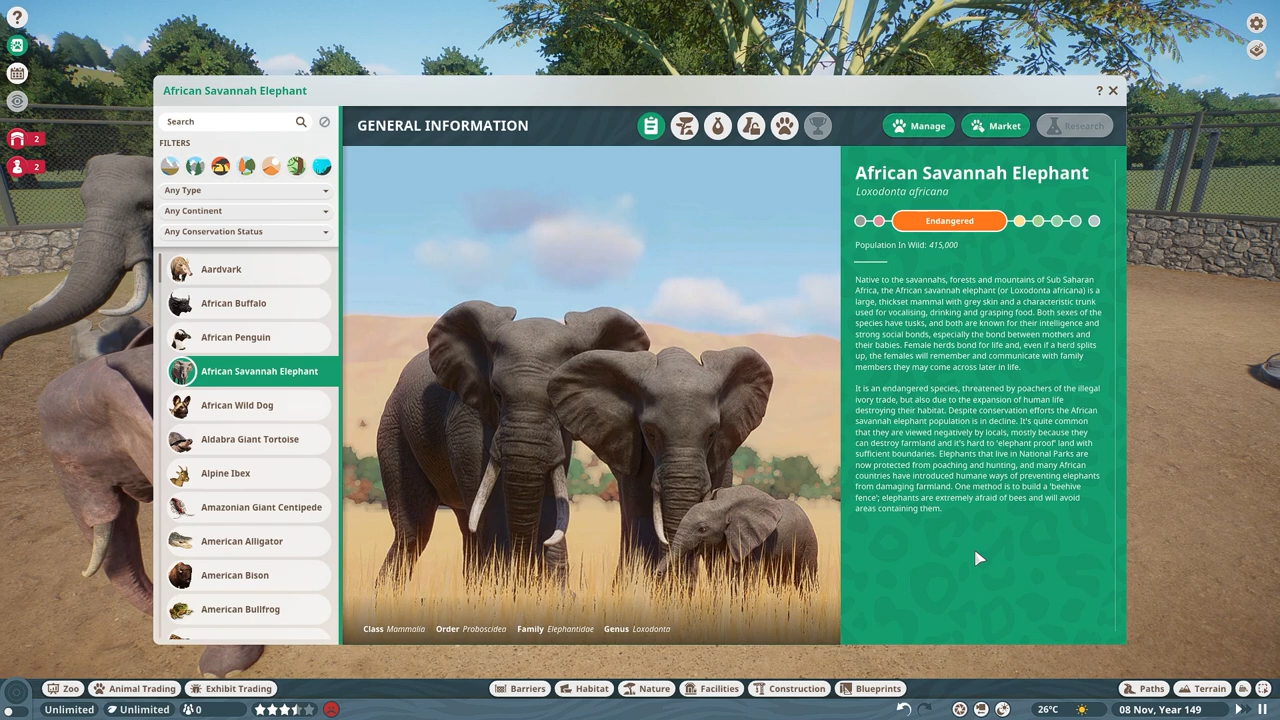 African Savannah Elephant
?
Search
FILTERS
Any Type
Any Continent
Any Conservation Status
Aardvark
African Buffalo
African Penguin
African Savannah Elephant
African Wild Dog
Aldabra Giant Tortoise
Alpine Ibex
Amazonian Giant Centipede
American Alligator
American Bison
American Bullfrog
GENERAL INFORMATION
Manage
Market
Research
Class Mammalia Order Proboscidea Family Elephantidae Genus Loxodonta
African Savannah Elephant
Loxodonta africana
Endangered
Population In Wild: 415,000
Native to the savannahs, forests and mountains of Sub Saharan
Africa, the African savannah elephant (or Loxodonta africana) is a
large, thickset mammal with grey skin and a characteristic trunk
used for vocalising, drinking and grasping food. Both sexes of the
species have tusks, and both are known for their intelligence and
strong social bonds, especially the bond between mothers and
their babies. Female herds bond for life and, even if a herd splits
up, the females will remember and communicate with family
members they may come across later in life.
It is an endangered species, threatened by poachers of the illegal
ivory trade, but also due to the expansion of human life
destroying their habitat. Despite conservation efforts the African
savannah elephant population is in decline. It's quite common
that they are viewed negatively by locals, mostly because they
can destroy farmland and it's hard to 'elephant proof' land with
sufficient boundaries. Elephants that live in National Parks are
now protected from poaching and hunting, and many African
countries have introduced humane ways of preventing elephants
from damaging farmland. One method is to build a 'beehive
fence'; elephants are extremely afraid of bees and will avoid
areas containing them.
?
2
2
Zoo
Animal Trading
Exhibit Trading
Barriers
Habitat
Nature
Facilities
Construction
Blueprints
Paths
Terrain
Unlimited
Unlimited
0
26°C
08 Nov, Year 149